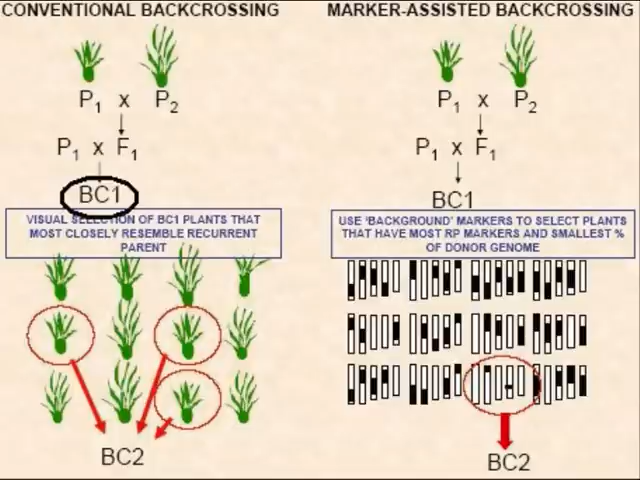 CONVENTIONAL BACKCROSSING
P1 x P2
P1 x F1
BC1
VISUAL SELECTION OF BC1 PLANTS THAT
MOST CLOSELY RESEMBLE RECURRENT
PARENT
BC2
MARKER-ASSISTED BACKCROSSING
P1 x P2
P1 x F1
BC1
USE ‘BACKGROUND’ MARKERS TO SELECT PLANTS
THAT HAVE MOST RP MARKERS AND SMALLEST %
OF DONOR GENOME
BC2